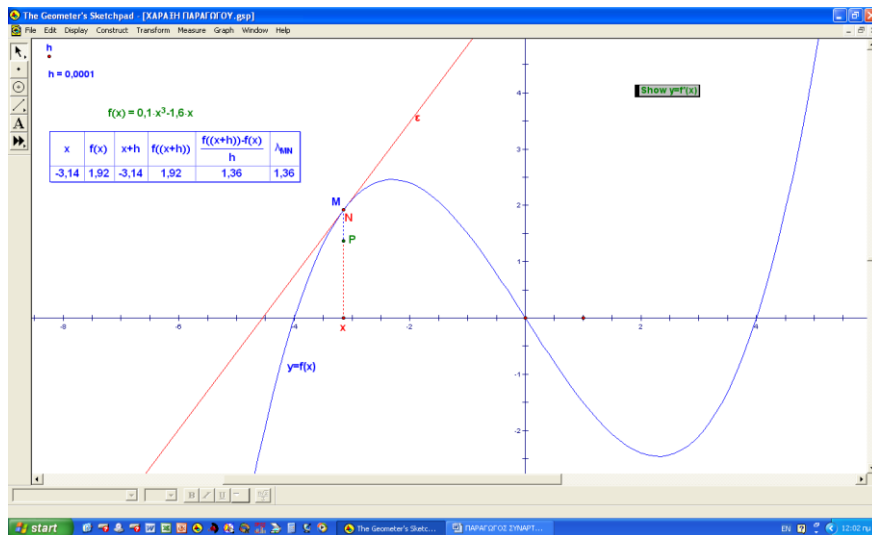 The Geometer's Sketchpad - [ΧΑΡΑΞΗ ΠΑΡΑΓΩΓΟΥ.gsp]
File Edit Display Construct Transform Measure Graph Window Help
h
h = 0,0001
f(x) = 0,1·x³-1,6·x
x f(x) x+h f((x+h)) f((x+h))-f(x) / h λMN
-3,14 1,92 -3,14 1,92 1,36 1,36
Show y=f'(x)
ε
M
N
P
x
y=f(x)
-8 -6 -2 2 4
4
3
2
1
-1
-2
A
B I U
start
The Geometer's Sketc...
ΠΑΡΑΓΩΓΟΣ ΣΥΝΑΡΤ...
EN
12:02 πμ